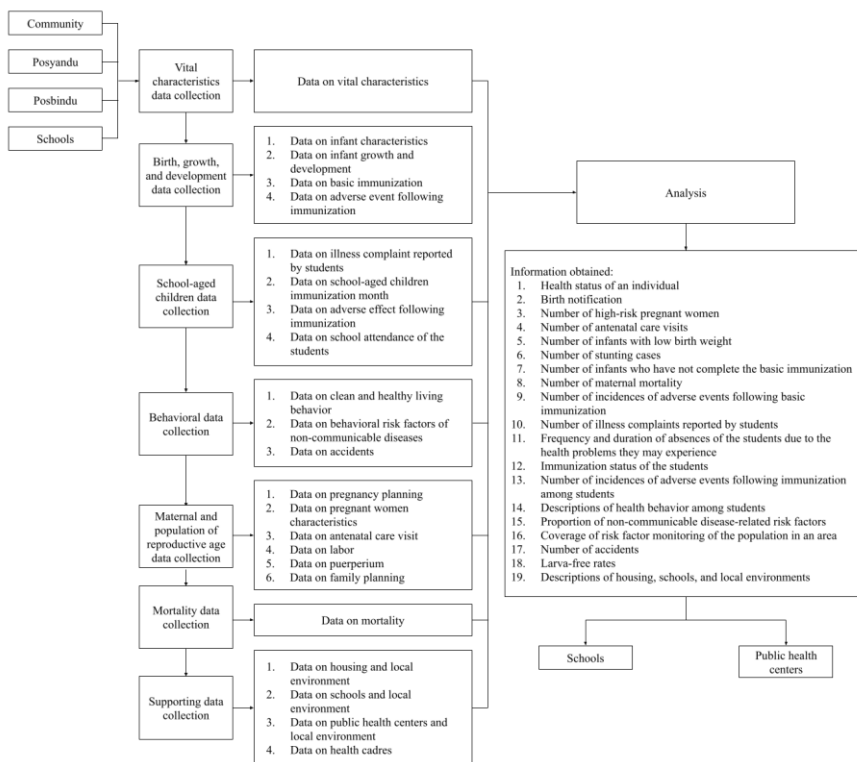 Community
Posyandu
Posbindu
Schools
Vital
characteristics
data collection
Data on vital characteristics
Birth, growth,
and development
data collection
1. Data on infant characteristics
2. Data on infant growth and
development
3. Data on basic immunization
4. Data on adverse event following
immunization
School-aged
children data
collection
1. Data on illness complaint reported
by students
2. Data on school-aged children
immunization month
3. Data on adverse effect following
immunization
4. Data on school attendance of the
students
Behavioral data
collection
1. Data on clean and healthy living
behavior
2. Data on behavioral risk factors of
non-communicable diseases
3. Data on accidents
Maternal and
population of
reproductive age
data collection
1. Data on pregnancy planning
2. Data on pregnant women
characteristics
3. Data on antenatal care visit
4. Data on labor
5. Data on puerperium
6. Data on family planning
Mortality data
collection
Data on mortality
Supporting data
collection
1. Data on housing and local
environment
2. Data on schools and local
environment
3. Data on public health centers and
local environment
4. Data on health cadres
Analysis
Information obtained:
1. Health status of an individual
2. Birth notification
3. Number of high-risk pregnant women
4. Number of antenatal care visits
5. Number of infants with low birth weight
6. Number of stunting cases
7. Number of infants who have not complete the basic immunization
8. Number of maternal mortality
9. Number of incidences of adverse events following basic
immunization
10. Number of illness complaints reported by students
11. Frequency and duration of absences of the students due to the
health problems they may experience
12. Immunization status of the students
13. Number of incidences of adverse events following immunization
among students
14. Descriptions of health behavior among students
15. Proportion of non-communicable disease-related risk factors
16. Coverage of risk factor monitoring of the population in an area
17. Number of accidents
18. Larva-free rates
19. Descriptions of housing, schools, and local environments
Schools
Public health
centers